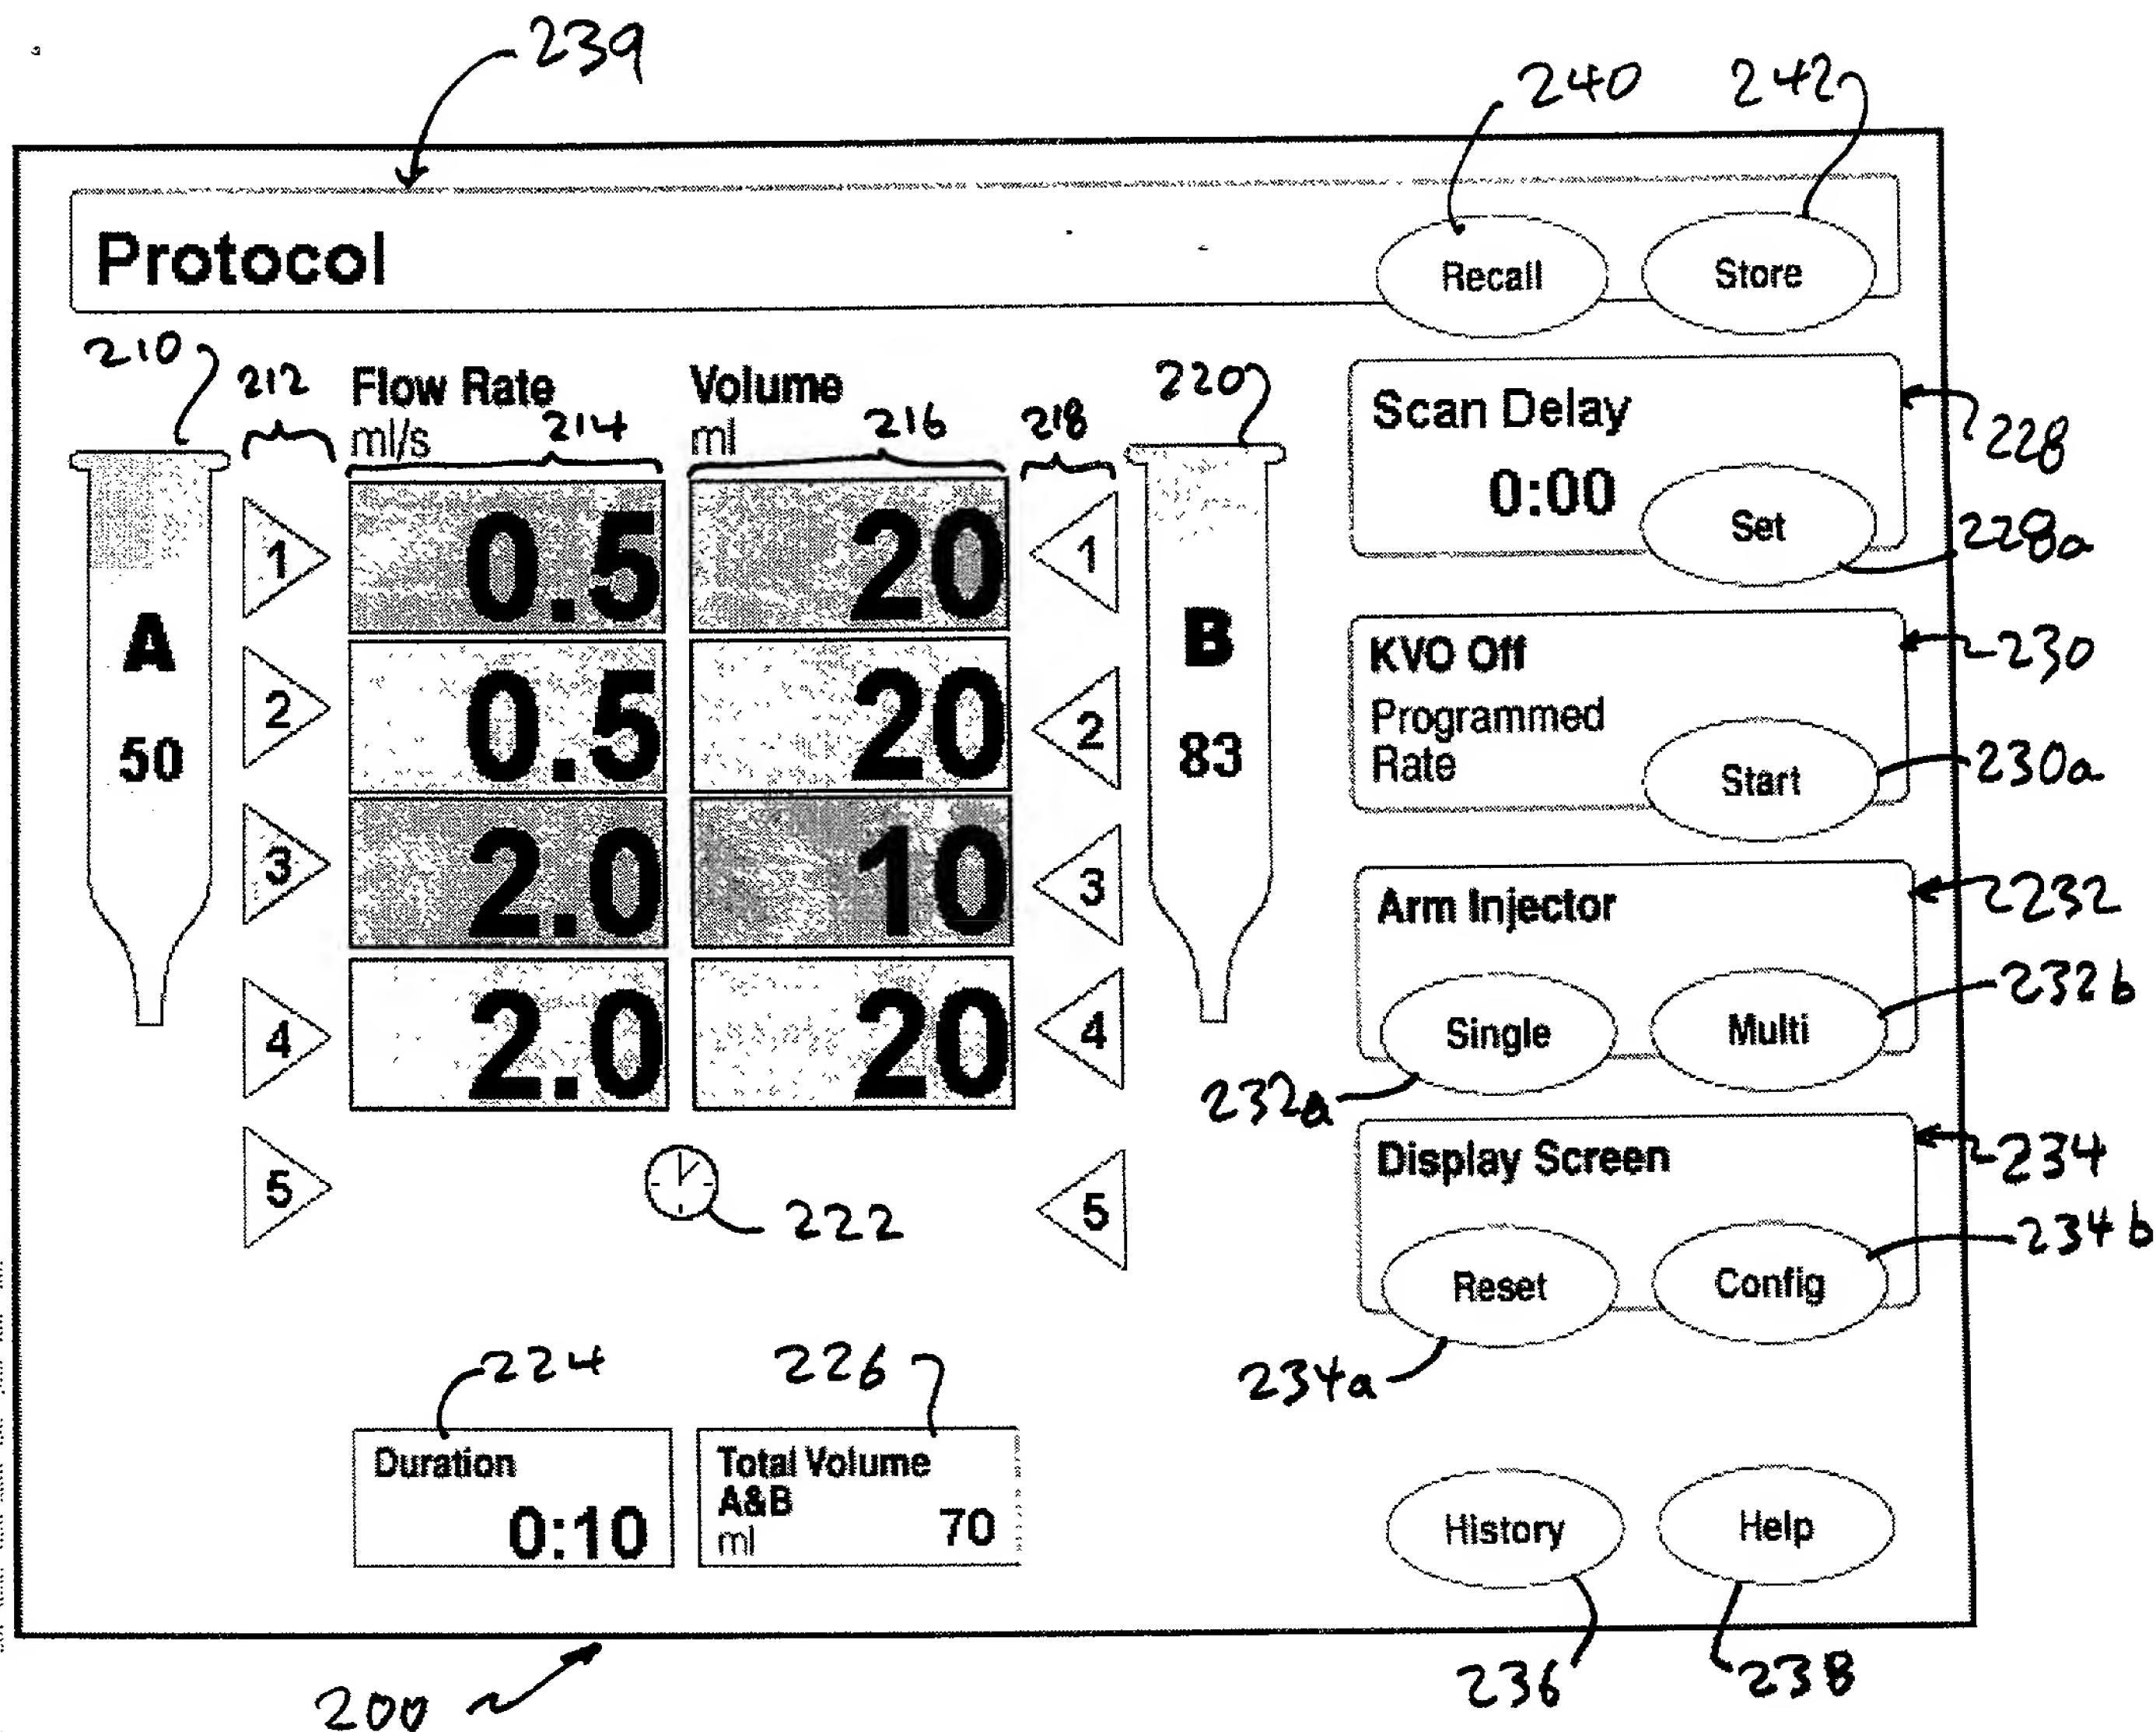 239
240 242
Protocol
Recall Store
210 212 Flow Rate Volume 220
ml/s 214 ml 216 218
Scan Delay
228
0:00
Set
228a
1 0.5 20 1
A B
KVO Off
230
Programmed
Rate
Start
230a
2 0.5 20 2
50 83
3 2.0 10 3
Arm Injector
232
232b
Single Multi
232a
4 2.0 20 4
Display Screen
234
234b
Reset Config
234a
5 222 5
224 226
Duration
0:10
Total Volume
A&B
ml 70
History Help
236 238
200